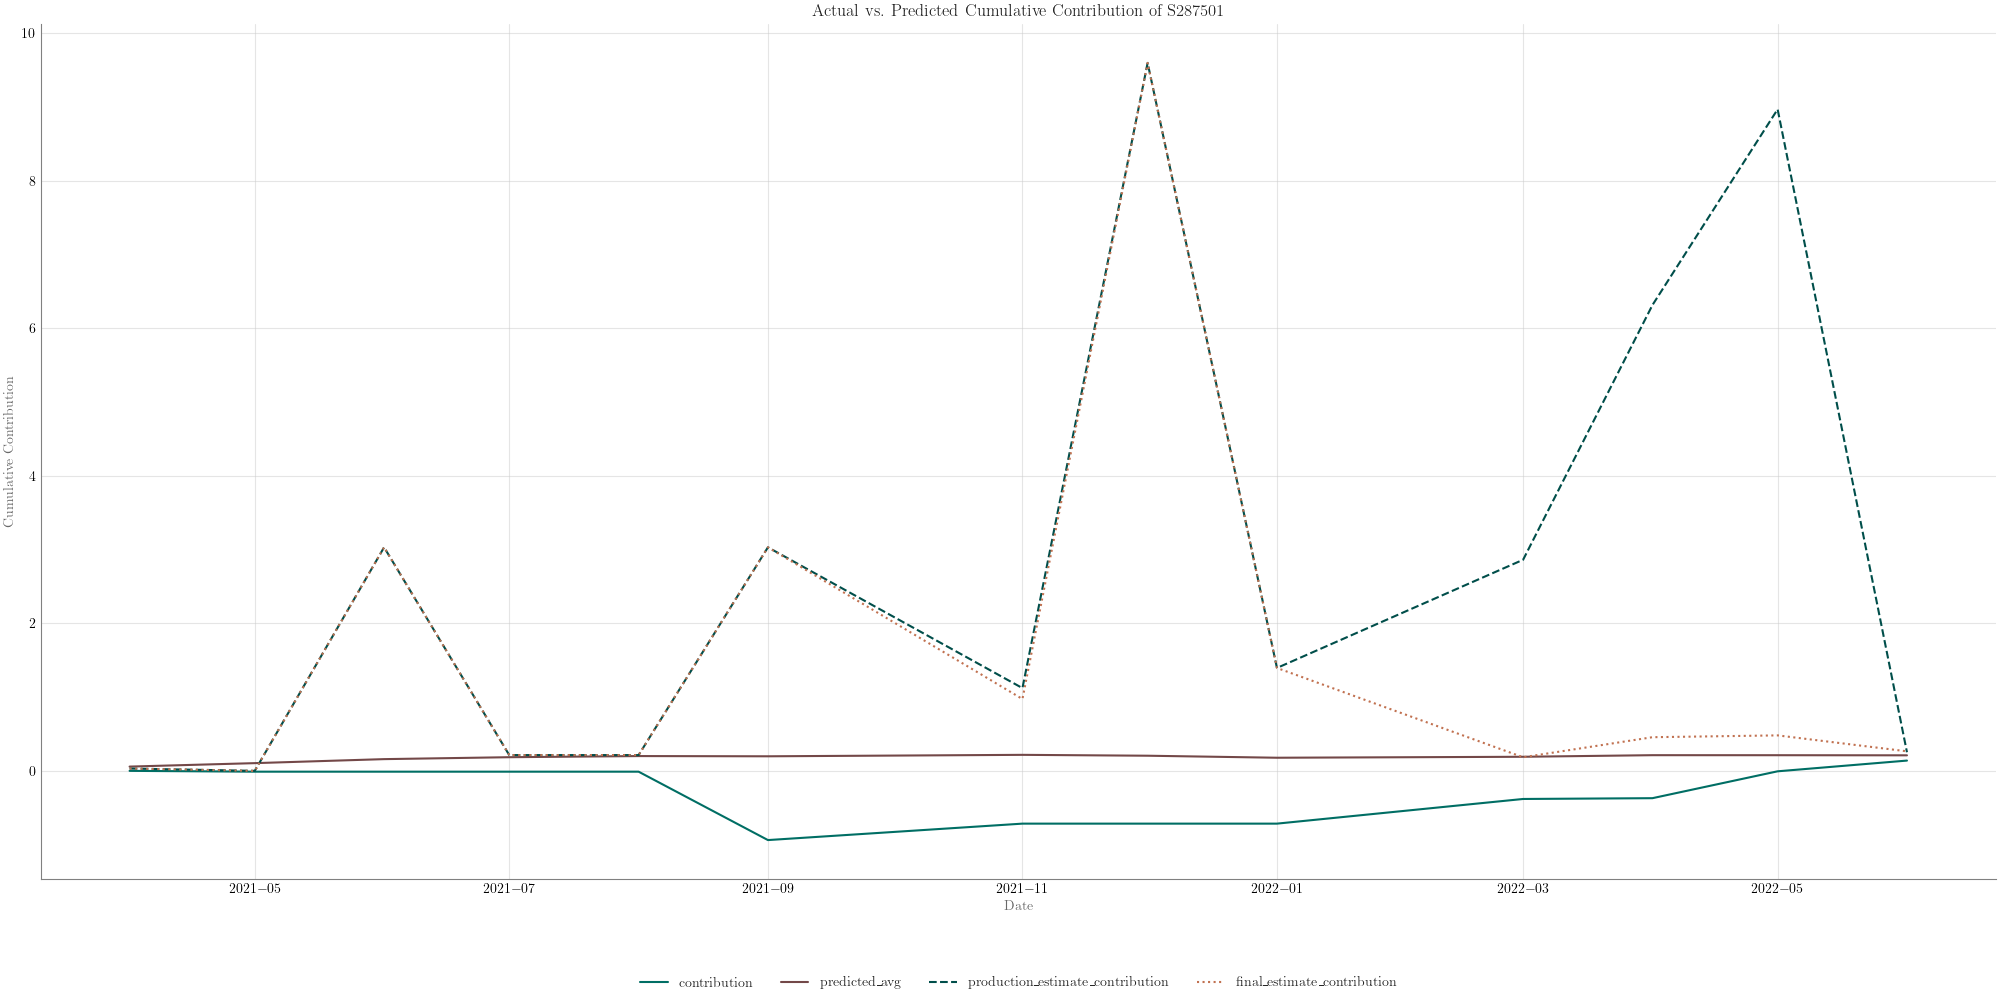 Actual vs. Predicted Cumulative Contribution of S287501
10
8
6
4
2
0
Cumulative Contribution
2021−05 2021−07 2021−09 2021−11 2022−01 2022−03 2022−05
Date
contribution predicted_avg production_estimate_contribution final_estimate_contribution